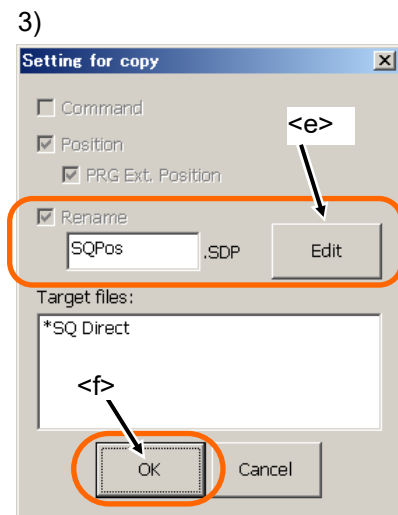 3)
Setting for copy
Command
<e>
Position
PRG Ext. Position
Rename
SQPos .SDP Edit
Target files:
*SQ Direct
<f>
OK Cancel